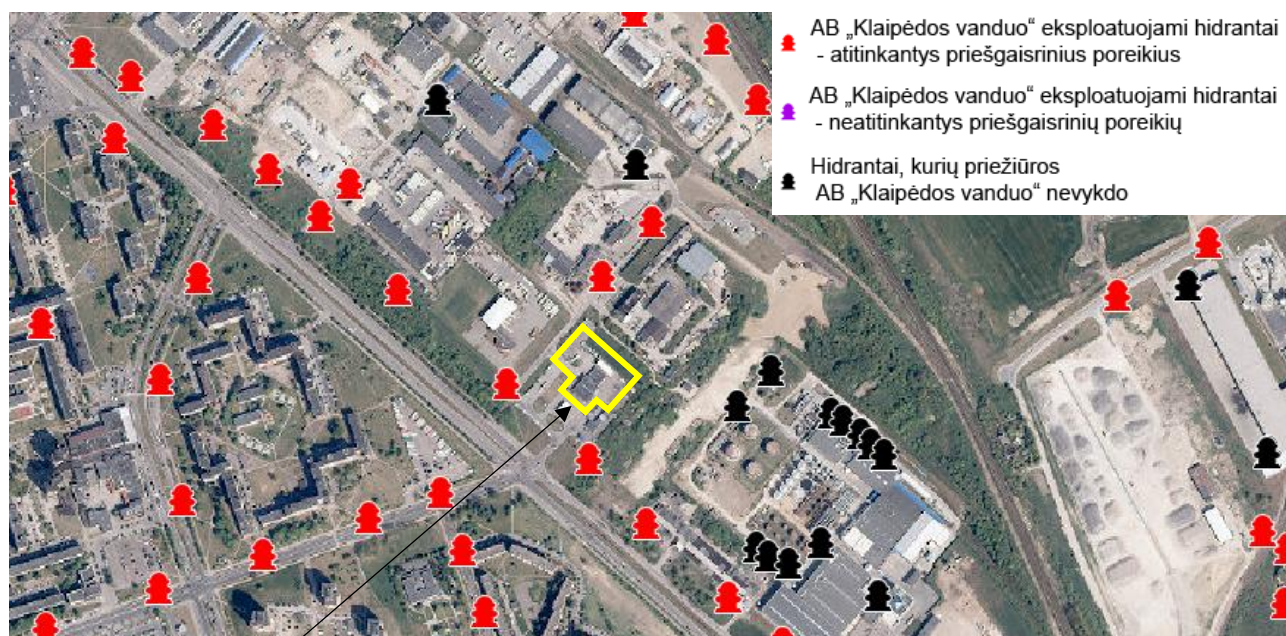 AB „Klaipėdos vanduo“ eksploatuojami hidrantai
- atitinkantys priešgaisrinius poreikius
AB „Klaipėdos vanduo“ eksploatuojami hidrantai
- neatitinkantys priešgaisrinių poreikių
Hidrantai, kurių priežiūros
AB „Klaipėdos vanduo“ nevykdo